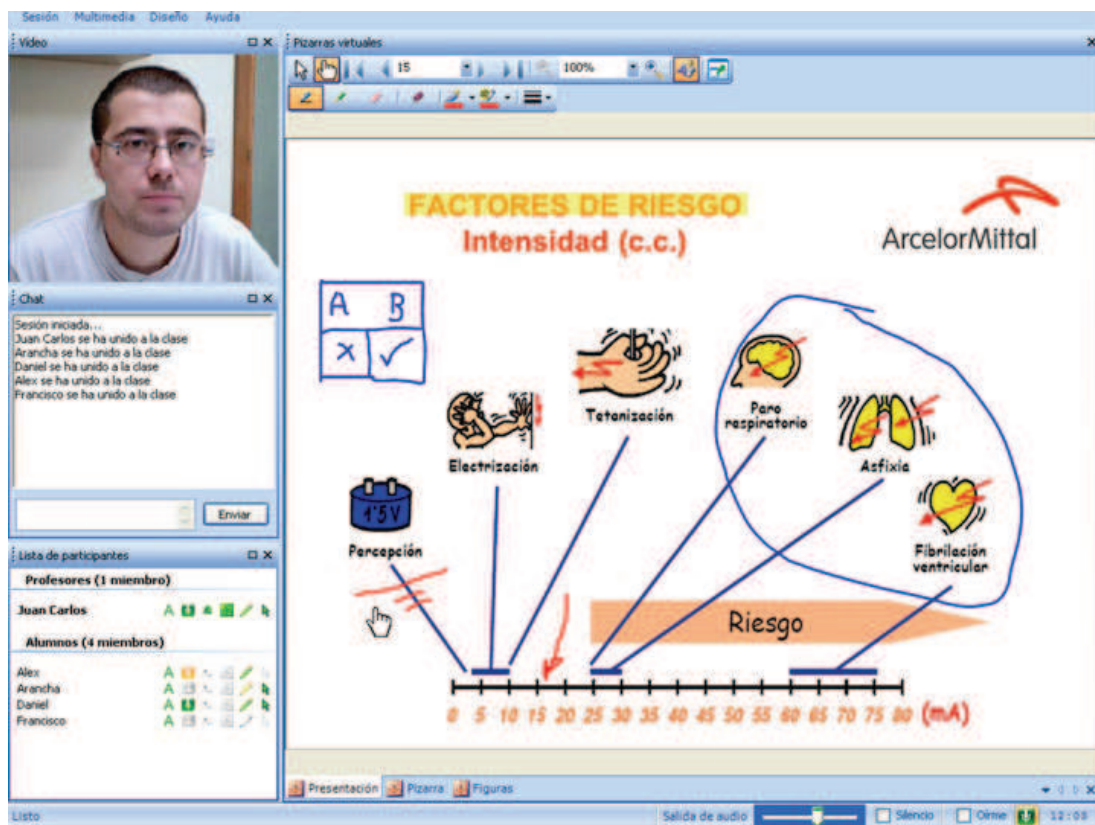 Sesión Multimedia Diseño Ayuda
Vídeo
Chat
Sesión iniciada...
Juan Carlos se ha unido a la clase
Arancha se ha unido a la clase
Daniel se ha unido a la clase
Alex se ha unido a la clase
Francisco se ha unido a la clase
Enviar
Lista de participantes
Profesores (1 miembro)
Juan Carlos A
Alumnos (4 miembros)
Alex A
Arancha A
Daniel A
Francisco A
Pizarras virtuales
15 100%
FACTORES DE RIESGO
Intensidad (c.c.)
ArcelorMittal
A B
Tetanización
Paro
respiratorio
Electrización
Asfixia
1'5 V
Percepción
Fibrilación
ventricular
Riesgo
0 5 10 15 20 25 30 35 40 45 50 55 60 65 70 75 80 (mA)
Presentación Pizarra Figuras
Listo Salida de audio Silencio Oírme 12:08